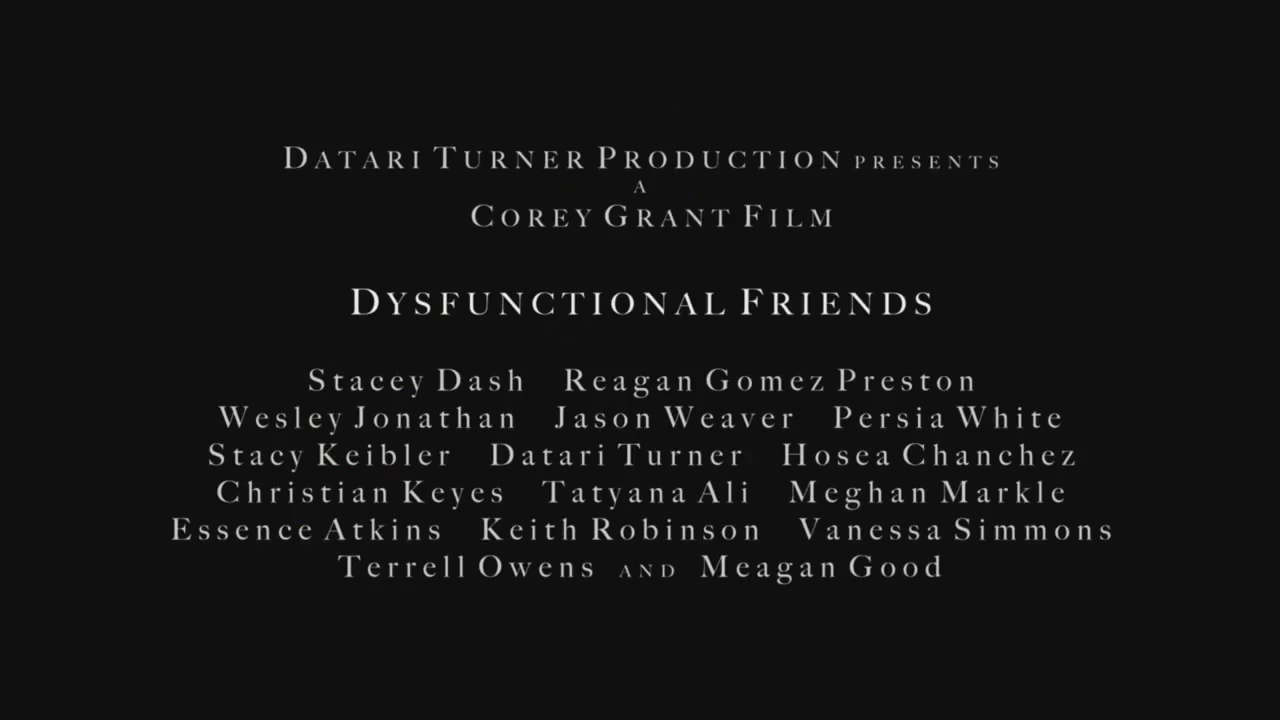 Datari Turner Production presents
A
Corey Grant Film
Dysfunctional Friends
Stacey Dash Reagan Gomez Preston
Wesley Jonathan Jason Weaver Persia White
Stacy Keibler Datari Turner Hosea Chanchez
Christian Keyes Tatyana Ali Meghan Markle
Essence Atkins Keith Robinson Vanessa Simmons
Terrell Owens and Meagan Good